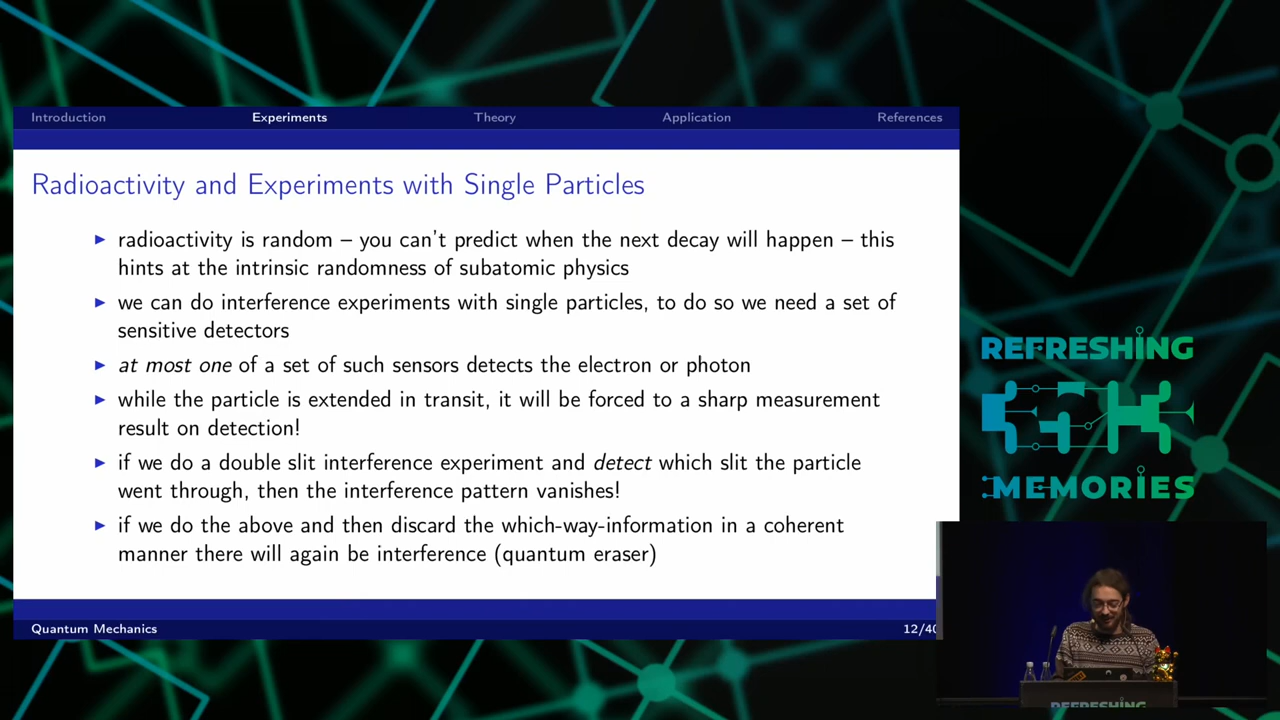 Introduction
Experiments
Theory
Application
References
Radioactivity and Experiments with Single Particles
radioactivity is random – you can't predict when the next decay will happen – this
hints at the intrinsic randomness of subatomic physics
we can do interference experiments with single particles, to do so we need a set of
sensitive detectors
at most one of a set of such sensors detects the electron or photon
while the particle is extended in transit, it will be forced to a sharp measurement
result on detection!
if we do a double slit interference experiment and detect which slit the particle
went through, then the interference pattern vanishes!
if we do the above and then discard the which-way-information in a coherent
manner there will again be interference (quantum eraser)
Quantum Mechanics
12/40
REFRESHING
MEMORIES
REFRESHING